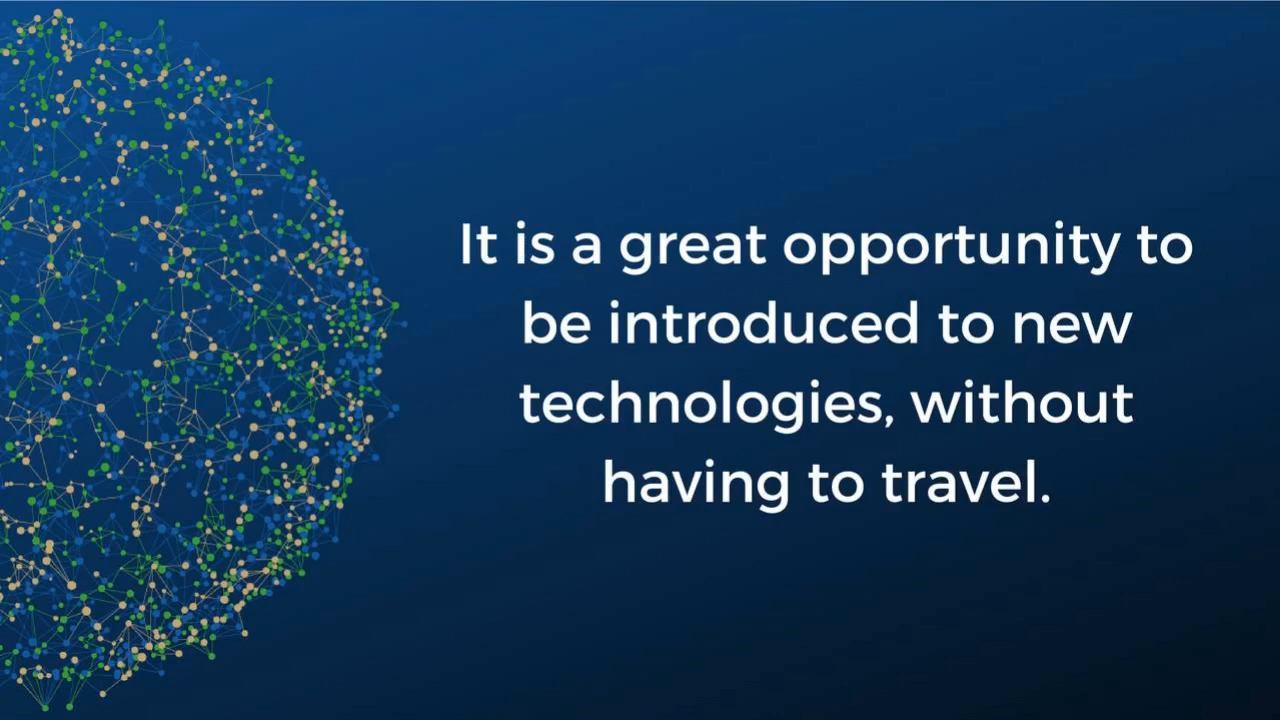 It is a great opportunity to
be introduced to new
technologies, without
having to travel.